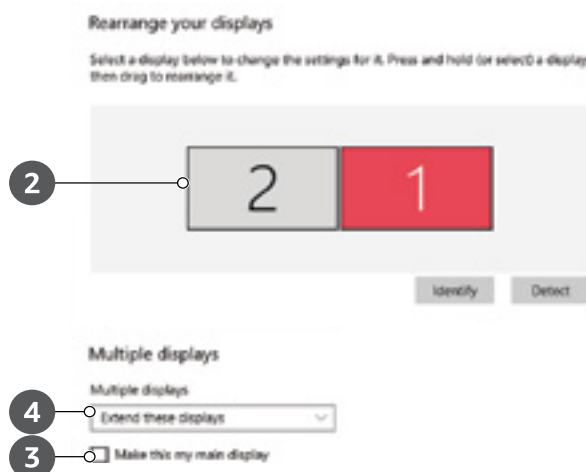 Rearrange your displays
Select a display below to change the settings for it. Press and hold (or select) a display,
then drag to rearrange it.
2
2 1
Identify Detect
Multiple displays
Multiple displays
4 Extend these displays
3 Make this my main display